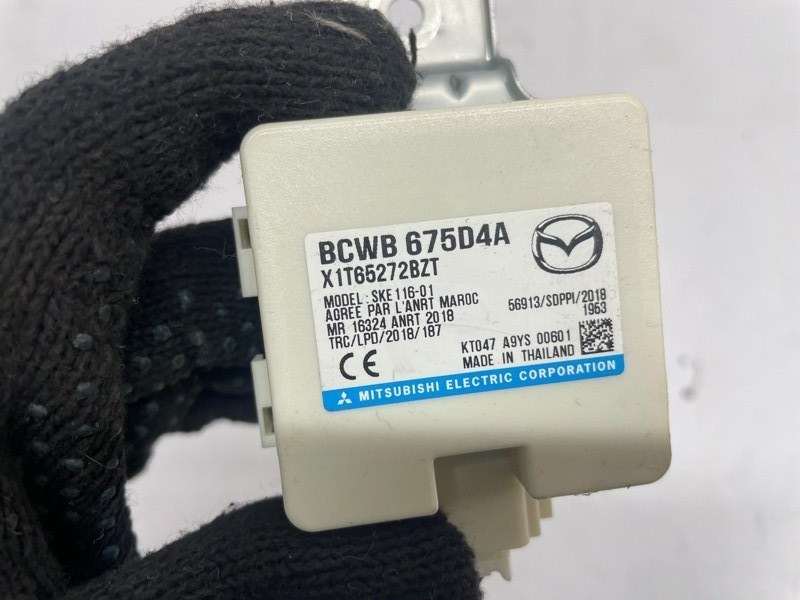 BCWB 675D4A
X1T65272BZT
MODEL: SKE116-01
AGREE PAR L'ANRT MAROC
MR 16324 ANRT 2018
TRC/LPD/2018/187
56913/SDPPI/2018
1953
KT047 A9YS 00601
MADE IN THAILAND
CE
MITSUBISHI ELECTRIC CORPORATION